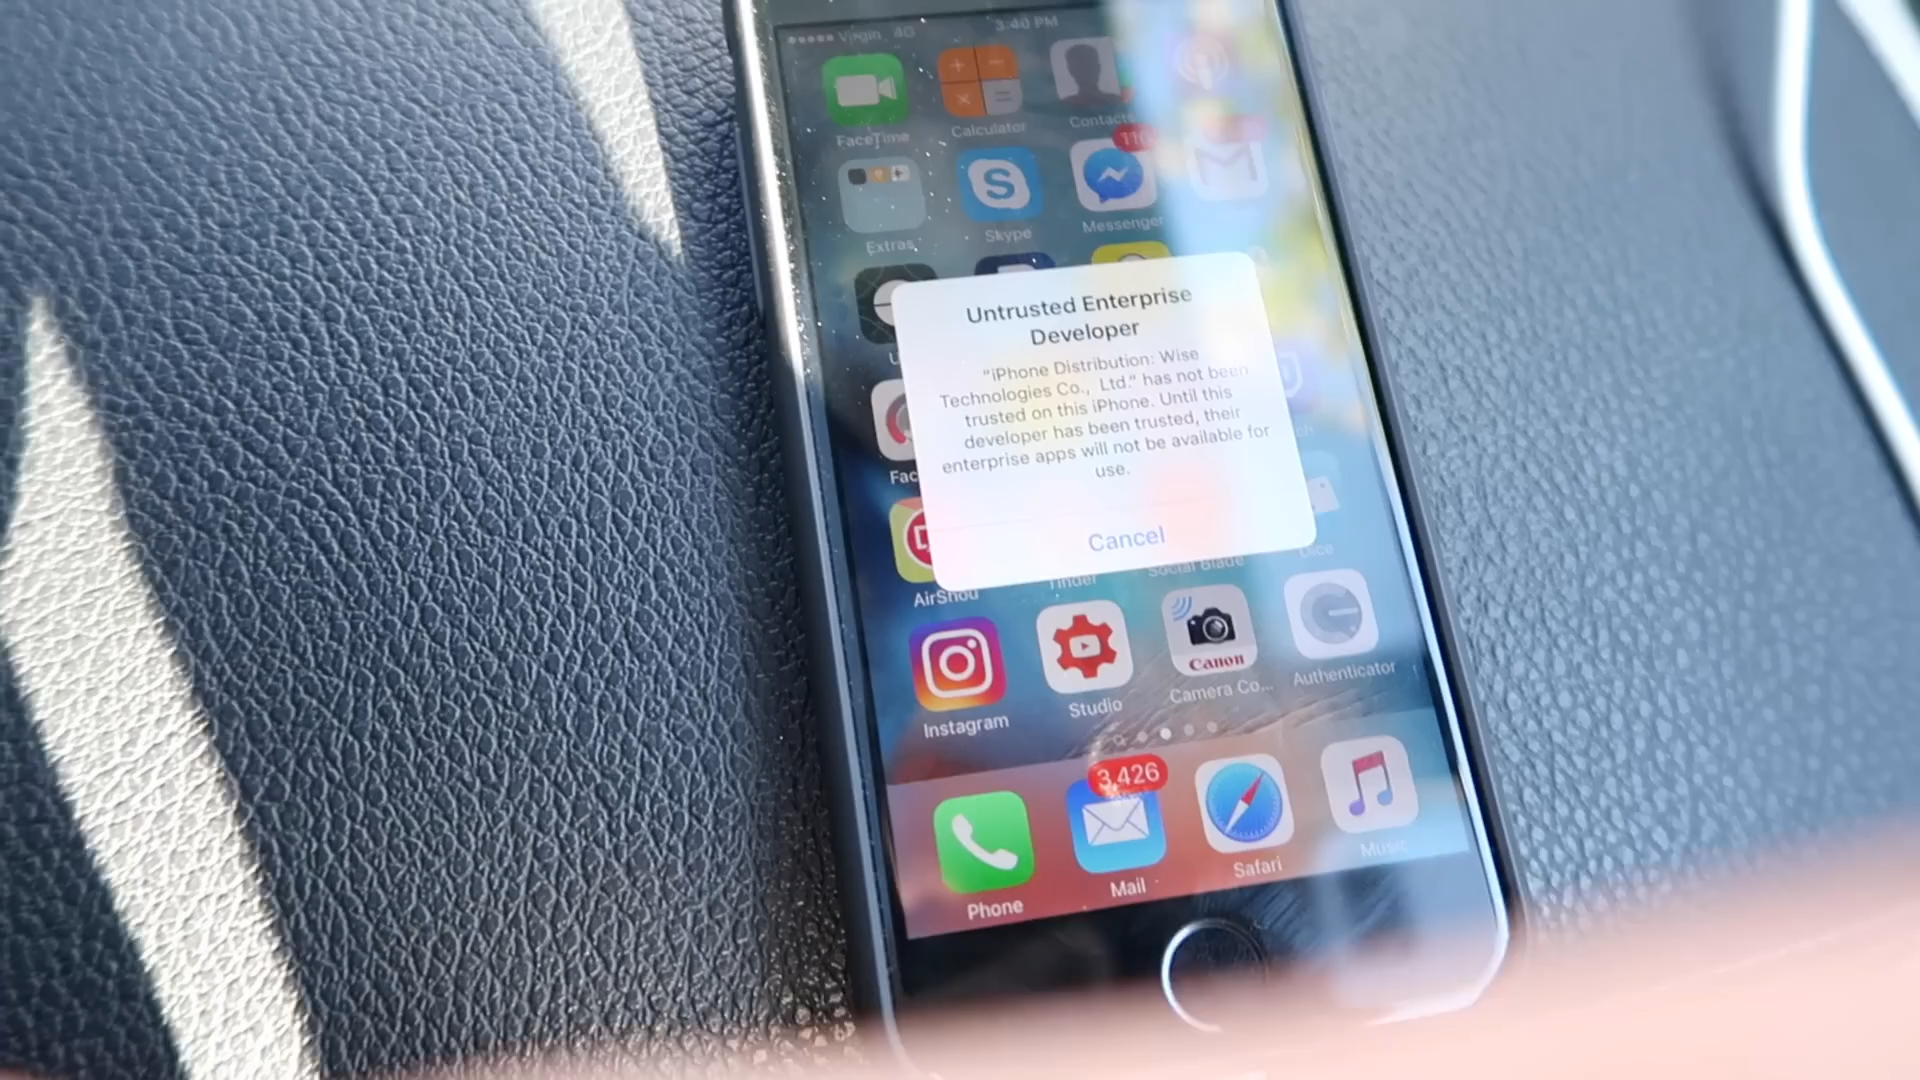 Virgin 4G 3:40 PM
FaceTime Calculator Contacts
110
Extras Skype Messenger
Untrusted Enterprise
Developer
"iPhone Distribution: Wise
Technologies Co., Ltd." has not been
trusted on this iPhone. Until this
developer has been trusted, their
enterprise apps will not be available for
use.
Cancel
Fac
AirShou Tinder Social Blade Dice
Canon
Instagram Studio Camera Co... Authenticator
3,426
Phone Mail Safari Music